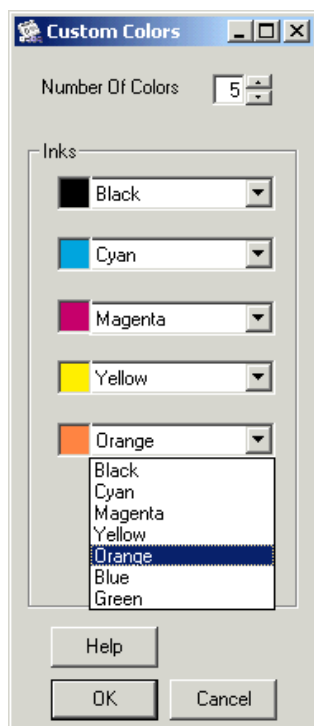 Custom Colors
Number Of Colors 5
Inks
Black
Cyan
Magenta
Yellow
Orange
Black
Cyan
Magenta
Yellow
Orange
Blue
Green
Help
OK Cancel